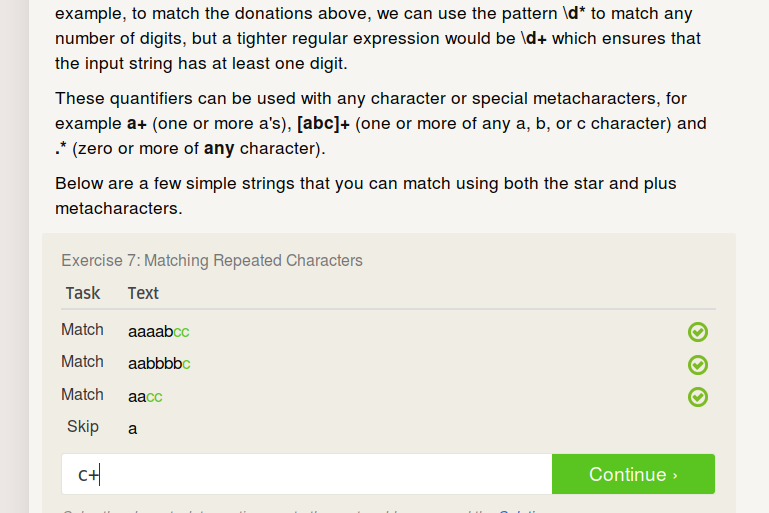 example, to match the donations above, we can use the pattern \d* to match any
number of digits, but a tighter regular expression would be \d+ which ensures that
the input string has at least one digit.
These quantifiers can be used with any character or special metacharacters, for
example a+ (one or more a's), [abc]+ (one or more of any a, b, or c character) and
.* (zero or more of any character).
Below are a few simple strings that you can match using both the star and plus
metacharacters.
Exercise 7: Matching Repeated Characters
Task Text
Match aaaabcc
Match aabbbbc
Match aacc
Skip a
c+ Continue ›